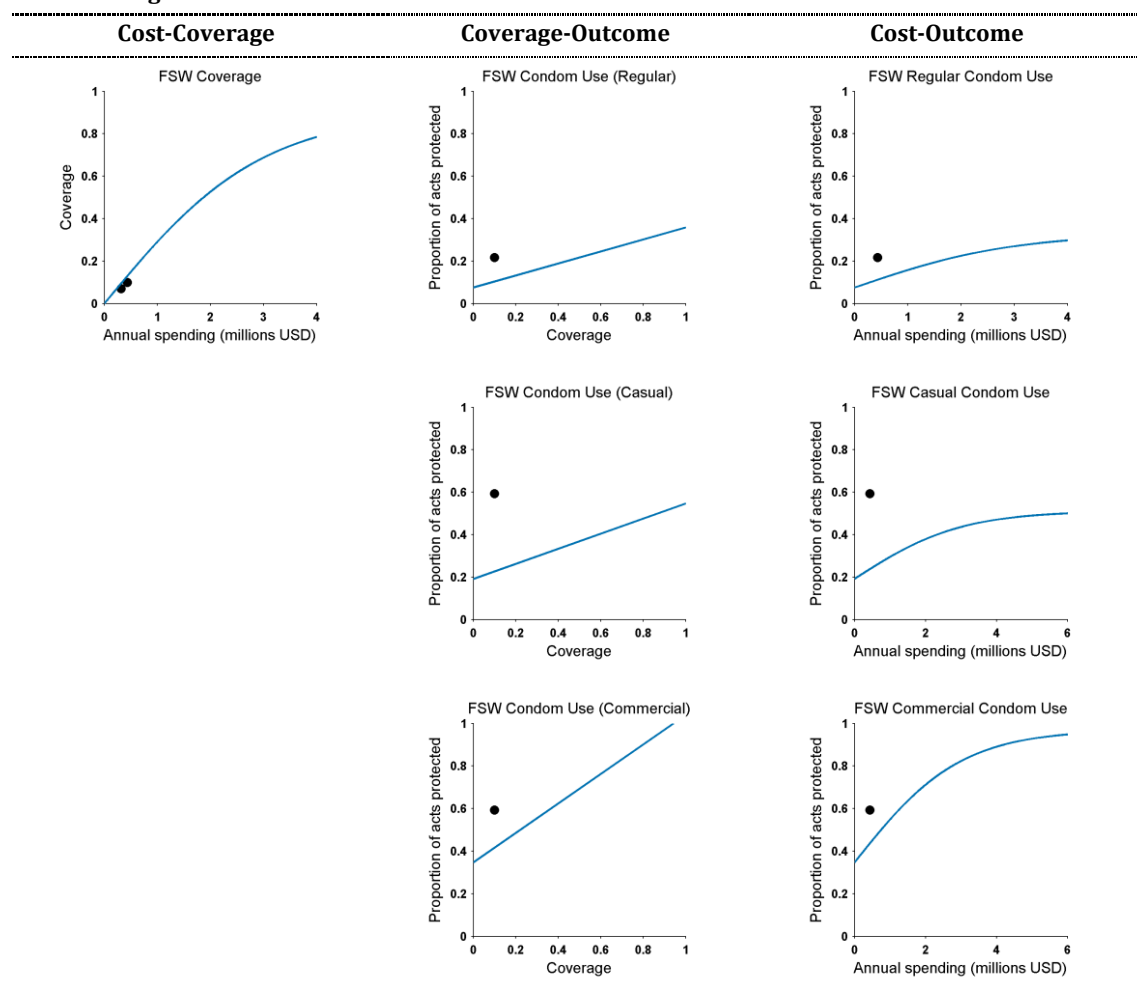 Cost-Coverage Coverage-Outcome Cost-Outcome
FSW Coverage
1
0.8
0.6
0.4
0.2
0
0 1 2 3 4
Coverage
Annual spending (millions USD)
FSW Condom Use (Regular)
1
0.8
0.6
0.4
0.2
0
0 0.2 0.4 0.6 0.8 1
Proportion of acts protected
Coverage
FSW Regular Condom Use
1
0.8
0.6
0.4
0.2
0
0 1 2 3 4
Proportion of acts protected
Annual spending (millions USD)
FSW Condom Use (Casual)
1
0.8
0.6
0.4
0.2
0
0 0.2 0.4 0.6 0.8 1
Proportion of acts protected
Coverage
FSW Casual Condom Use
1
0.8
0.6
0.4
0.2
0
0 2 4 6
Proportion of acts protected
Annual spending (millions USD)
FSW Condom Use (Commercial)
1
0.8
0.6
0.4
0.2
0
0 0.2 0.4 0.6 0.8 1
Proportion of acts protected
Coverage
FSW Commercial Condom Use
1
0.8
0.6
0.4
0.2
0
0 2 4 6
Proportion of acts protected
Annual spending (millions USD)